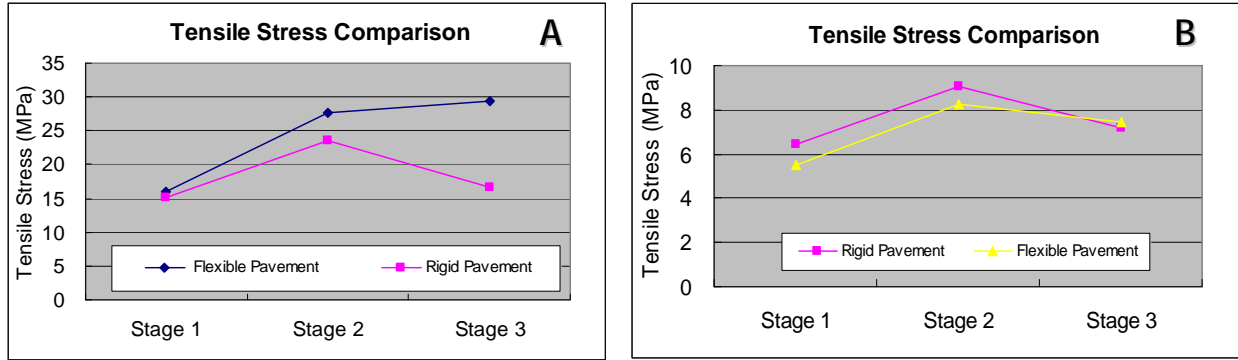 Tensile Stress Comparison
A
Tensile Stress (MPa)
35
30
25
20
15
10
5
0
Flexible Pavement
Rigid Pavement
Stage 1
Stage 2
Stage 3
Tensile Stress Comparison
B
Tensile Stress (MPa)
10
8
6
4
2
0
Rigid Pavement
Flexible Pavement
Stage 1
Stage 2
Stage 3